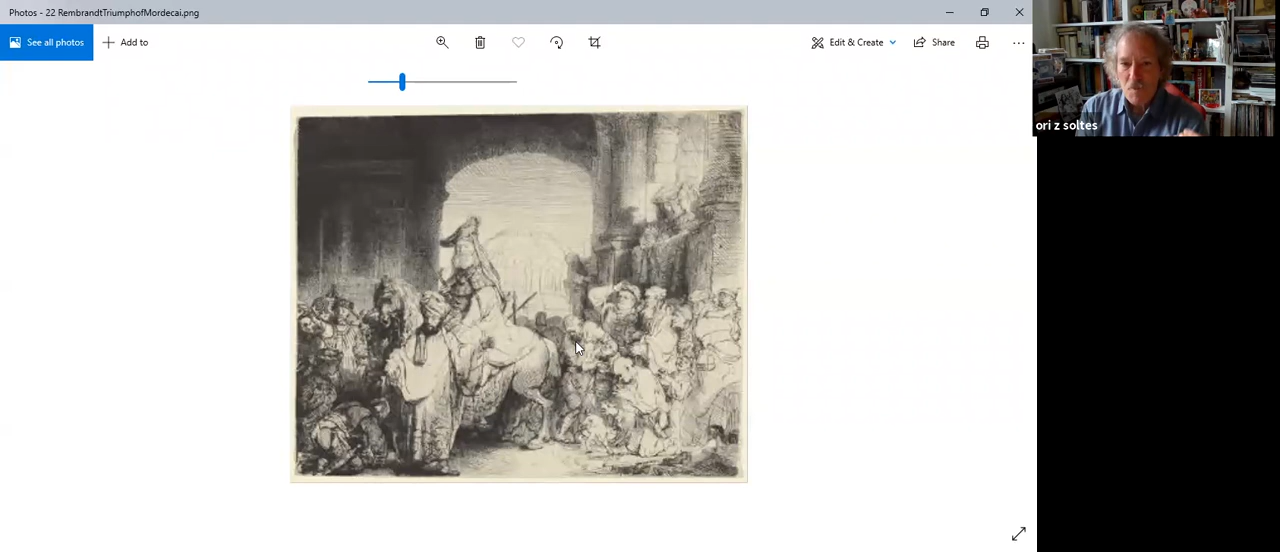 Photos - 22 RembrandtTriumphofMordecai.png
See all photos
Add to
Edit & Create
Share
ori z soltes